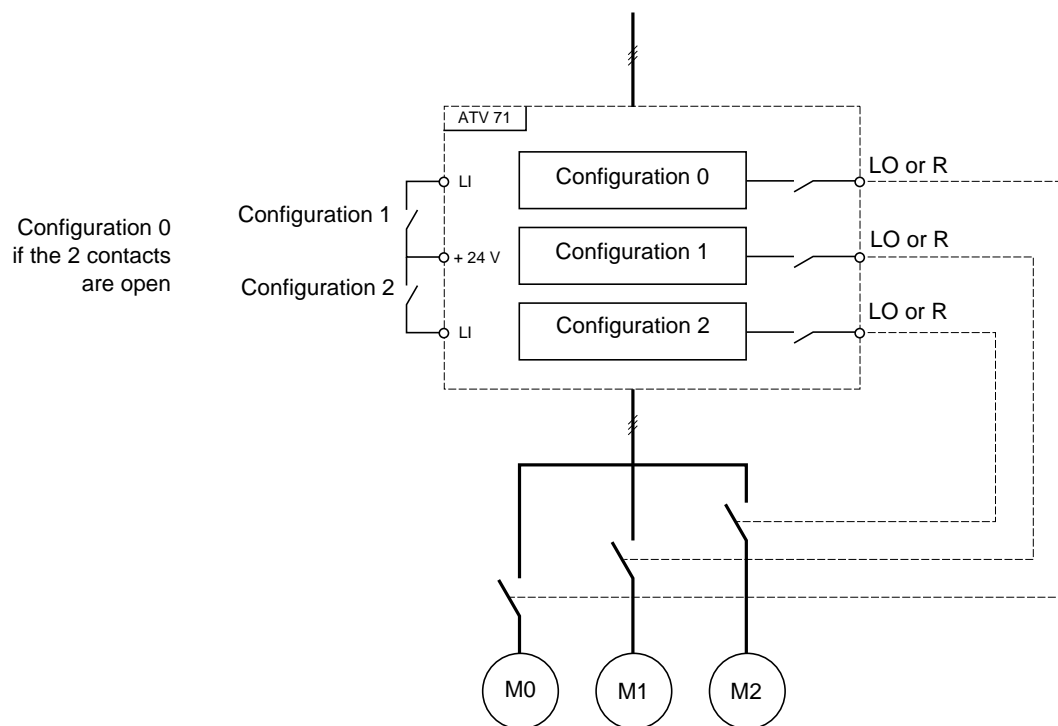 ATV 71
LI
Configuration 0
LO or R
Configuration 1
Configuration 0
if the 2 contacts
are open
+ 24 V
Configuration 1
LO or R
Configuration 2
LI
Configuration 2
LO or R
M0
M1
M2